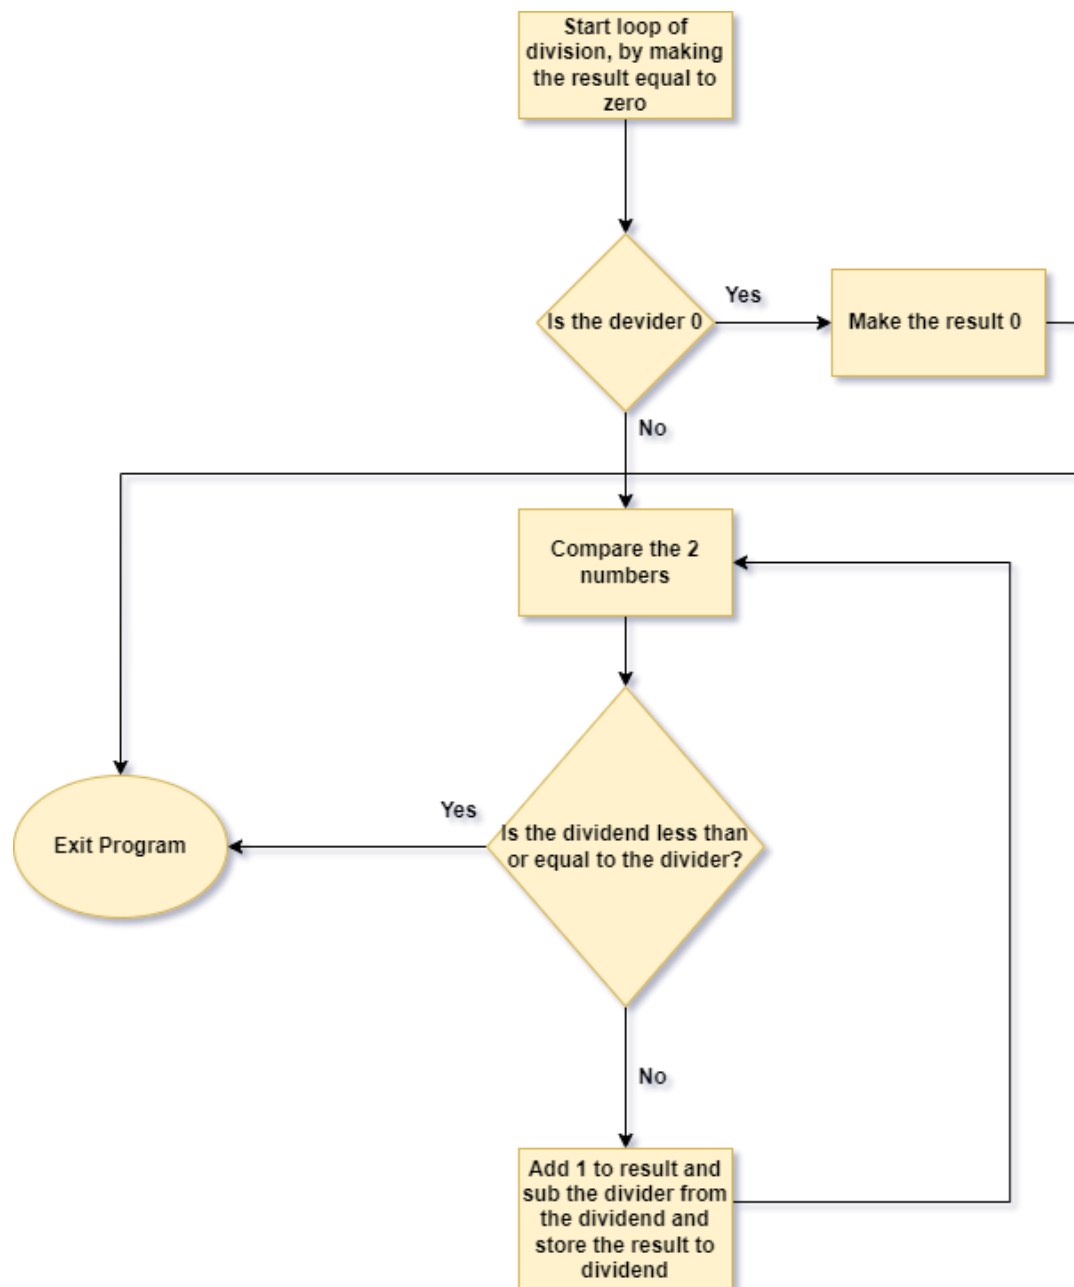 Start loop of
division, by making
the result equal to
zero
Is the devider 0
Yes
Make the result 0
No
Compare the 2
numbers
Is the dividend less than
or equal to the divider?
Yes
Exit Program
No
Add 1 to result and
sub the divider from
the dividend and
store the result to
dividend